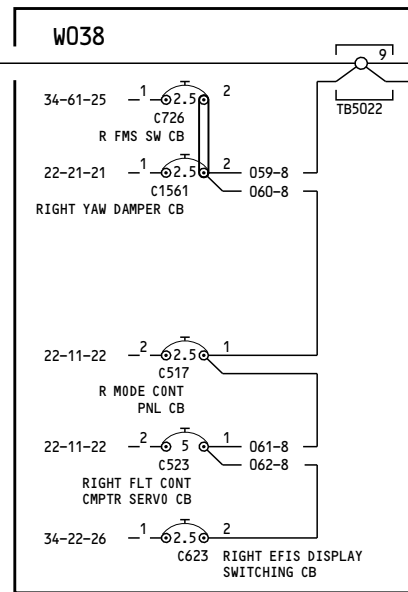 W038
9
TB5022
34-61-25 1 2.5 2
C726
R FMS SW CB
22-21-21 1 2.5 2 059-8
060-8
C1561
RIGHT YAW DAMPER CB
22-11-22 2 2.5 1
C517
R MODE CONT
PNL CB
22-11-22 2 5 1 061-8
062-8
C523
RIGHT FLT CONT
CMPTR SERVO CB
34-22-26 1 2.5 2
C623 RIGHT EFIS DISPLAY
SWITCHING CB